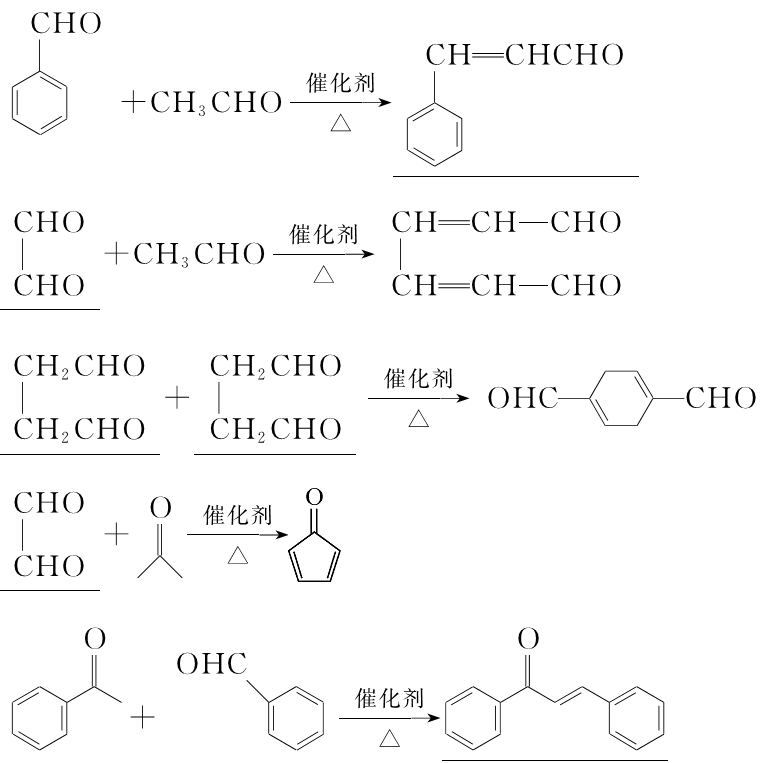 CHO
+CH₃CHO 催化剂 △ CH=CHCHO
CHO
CHO
+CH₃CHO 催化剂 △
CH=CH—CHO
CH=CH—CHO
CH₂CHO
CH₂CHO
+
CH₂CHO
CH₂CHO
催化剂 △ OHC CHO
CHO
CHO
+ O 催化剂 △ O
O
+ OHC 催化剂 △ O